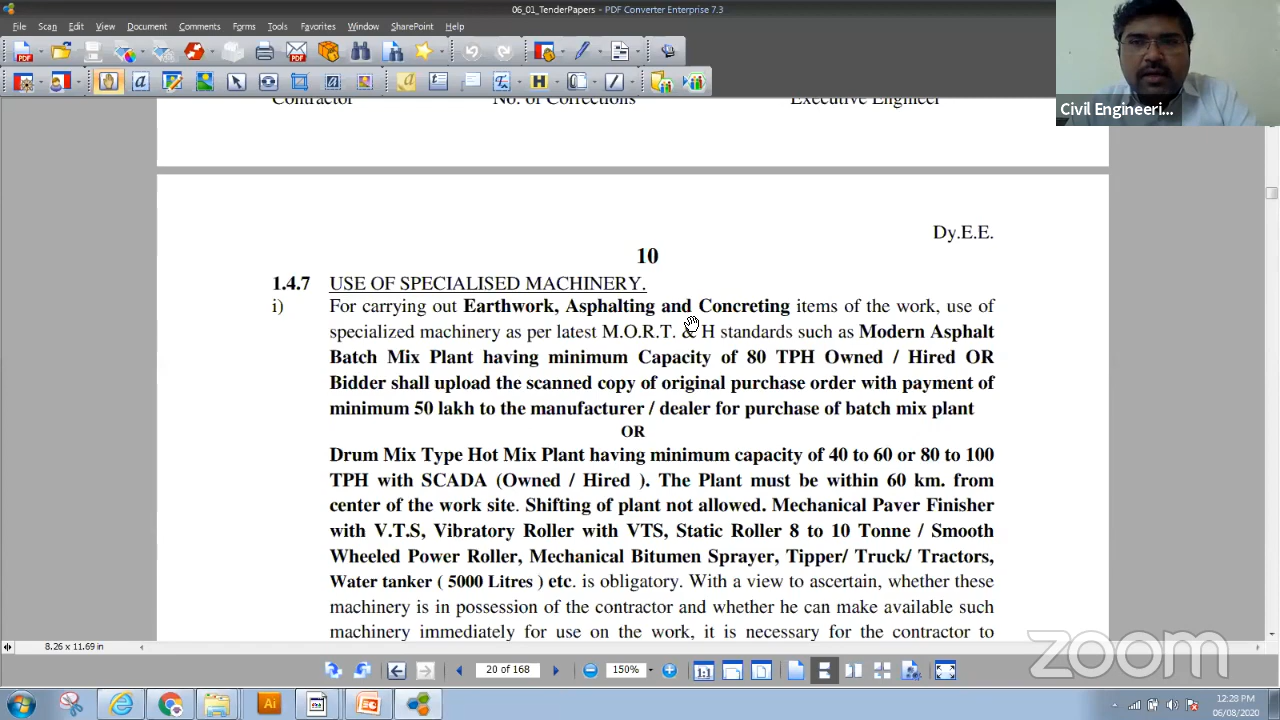 06_01_TenderPapers - PDF Converter Enterprise 7.3
File Scan Edit View Document Comments Forms Tools Favorites Window SharePoint Help
Contractor No. of Corrections Executive Engineer
Civil Engineeri...
Dy.E.E.
10
1.4.7 USE OF SPECIALISED MACHINERY.
i) For carrying out Earthwork, Asphalting and Concreting items of the work, use of
specialized machinery as per latest M.O.R.T. & H standards such as Modern Asphalt
Batch Mix Plant having minimum Capacity of 80 TPH Owned / Hired OR
Bidder shall upload the scanned copy of original purchase order with payment of
minimum 50 lakh to the manufacturer / dealer for purchase of batch mix plant
OR
Drum Mix Type Hot Mix Plant having minimum capacity of 40 to 60 or 80 to 100
TPH with SCADA (Owned / Hired ). The Plant must be within 60 km. from
center of the work site. Shifting of plant not allowed. Mechanical Paver Finisher
with V.T.S, Vibratory Roller with VTS, Static Roller 8 to 10 Tonne / Smooth
Wheeled Power Roller, Mechanical Bitumen Sprayer, Tipper/ Truck/ Tractors,
Water tanker ( 5000 Litres ) etc. is obligatory. With a view to ascertain, whether these
machinery is in possession of the contractor and whether he can make available such
machinery immediately for use on the work, it is necessary for the contractor to
8.26 x 11.69 in
zoom
20 of 168 150% 1:1
Ai
12:28 PM
06/08/2020